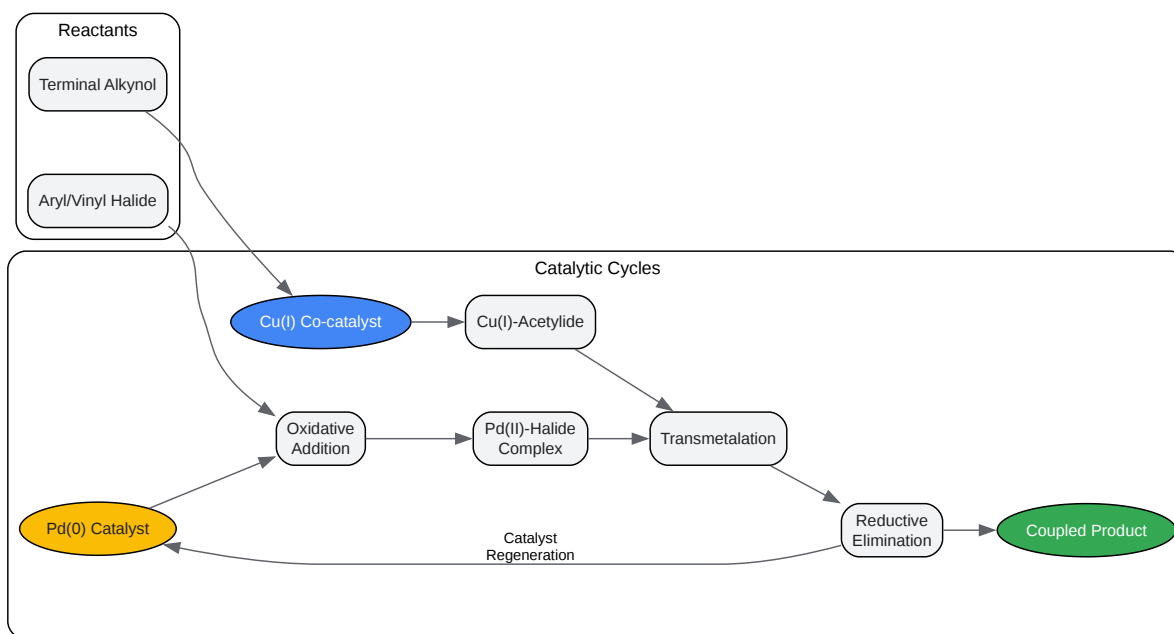 Reactants
Terminal Alkynol
Aryl/Vinyl Halide
Catalytic Cycles
Cu(I) Co-catalyst
Cu(I)-Acetylide
Oxidative
Addition
Pd(II)-Halide
Complex
Transmetalation
Pd(0) Catalyst
Catalyst
Regeneration
Reductive
Elimination
Coupled Product